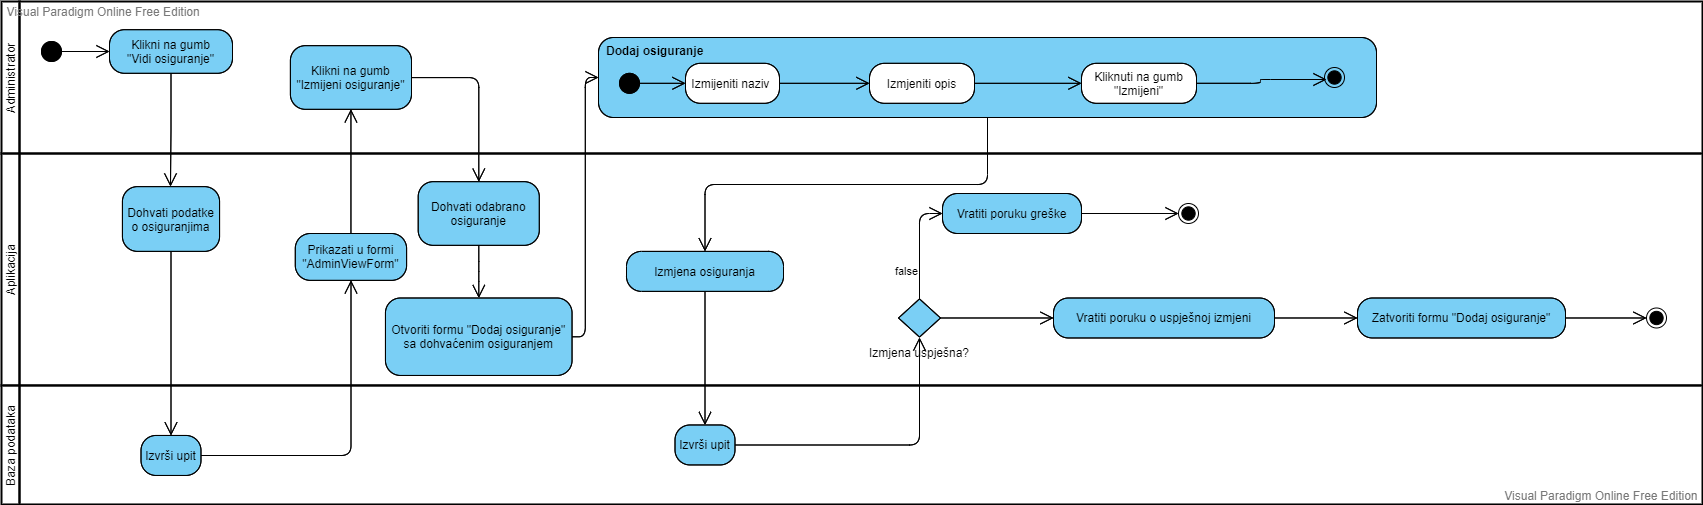 Visual Paradigm Online Free Edition
Administrator
Klikni na gumb
"Vidi osiguranje"
Klikni na gumb
"Izmijeni osiguranje"
Dodaj osiguranje
Izmijeniti naziv
Izmjeniti opis
Kliknuti na gumb
"Izmijeni"
Aplikacija
Dohvati podatke
o osiguranjima
Prikazati u formi
"AdminViewForm"
Dohvati odabrano
osiguranje
Otvoriti formu "Dodaj osiguranje"
sa dohvaćenim osiguranjem
Izmjena osiguranja
Vratiti poruku greške
false
Izmjena uspješna?
Vratiti poruku o uspješnoj izmjeni
Zatvoriti formu "Dodaj osiguranje"
Baza podataka
Izvrši upit
Izvrši upit
Visual Paradigm Online Free Edition